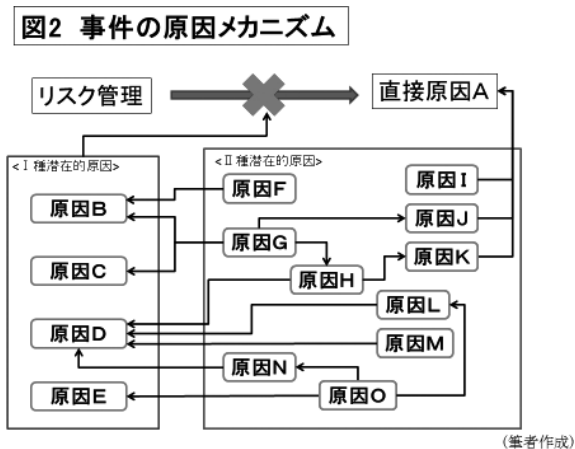 図2 事件の原因メカニズム
リスク管理
直接原因A
<Ⅰ種潜在的原因>
<Ⅱ種潜在的原因>
原因B
原因C
原因D
原因E
原因F
原因G
原因H
原因I
原因J
原因K
原因L
原因M
原因N
原因O
(筆者作成)